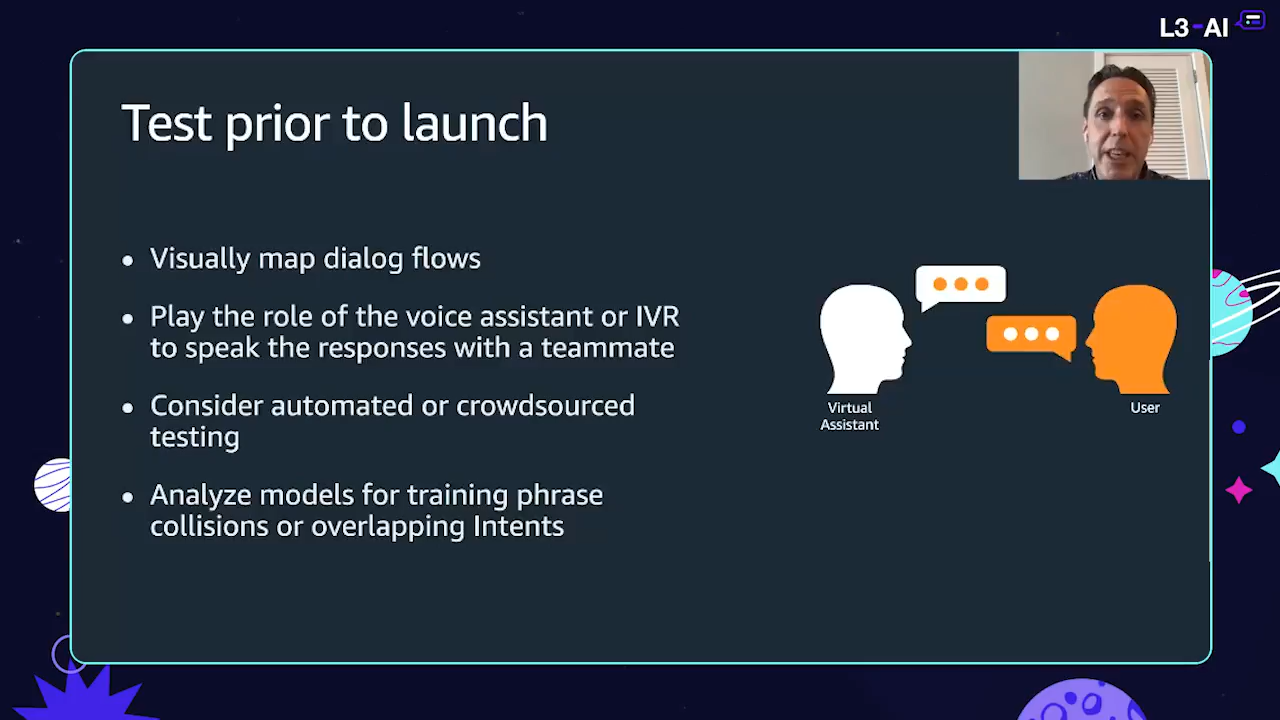 L3-AI
Test prior to launch
• Visually map dialog flows
• Play the role of the voice assistant or IVR
to speak the responses with a teammate
• Consider automated or crowdsourced
testing
• Analyze models for training phrase
collisions or overlapping Intents
Virtual
Assistant
User